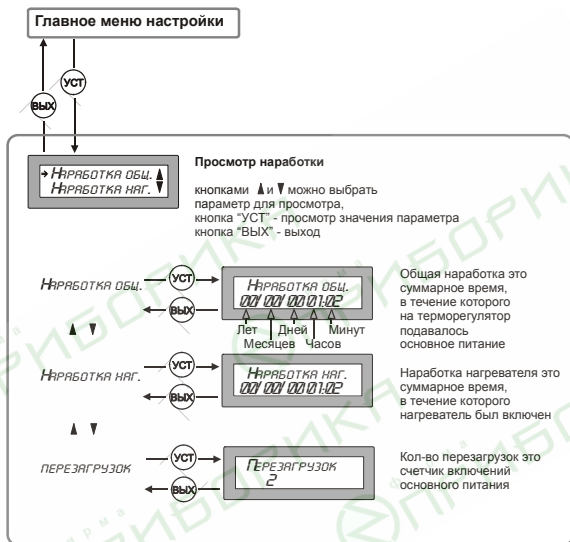 Главное меню настройки
УСТ
ВЫХ
НАРАБОТКА ОБЩ.
НАРАБОТКА НАГ.
Просмотр наработки
кнопками и можно выбрать
параметр для просмотра,
кнопка “УСТ” - просмотр значения параметра
кнопка “ВЫХ” - выход
НАРАБОТКА ОБЩ.
УСТ
ВЫХ
НАРАБОТКА ОБЩ.
00/ 00/ 00 01:02
Лет Дней Минут
Месяцев Часов
Общая наработка это
суммарное время,
в течение которого
на терморегулятор
подавалось
основное питание
НАРАБОТКА НАГ.
УСТ
ВЫХ
НАРАБОТКА НАГ.
00/ 00/ 00 01:02
Наработка нагревателя это
суммарное время,
в течение которого
нагреватель был включен
ПЕРЕЗАГРУЗОК
УСТ
ВЫХ
ПЕРЕЗАГРУЗОК
2
Кол-во перезагрузок это
счетчик включений
основного питания
ПРИБОРИКА
фирма